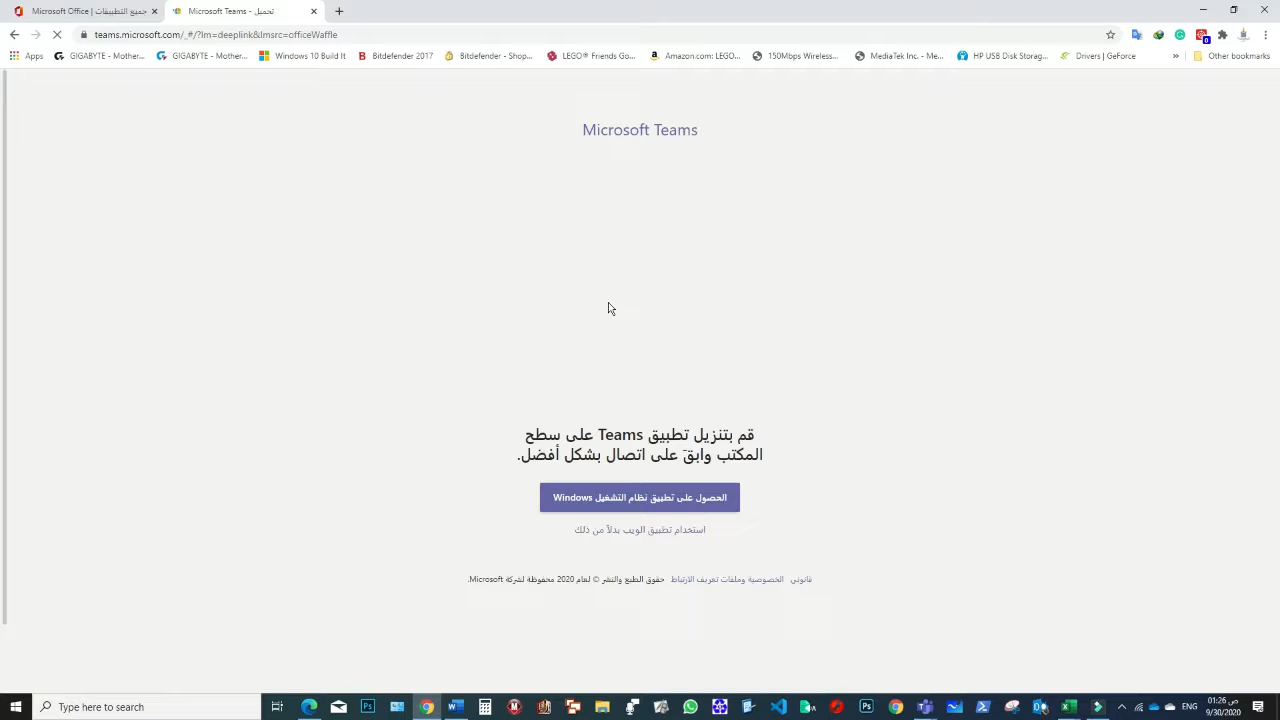 Microsoft Office | جميع التطبيقات
Microsoft Teams - تحميل
teams.microsoft.com/_#/?lm=deeplink&lmsrc=officeWaffle
Apps
GIGABYTE - Mother...
GIGABYTE - Mother...
Windows 10 Build It
Bitdefender 2017
Bitdefender - Shop...
LEGO® Friends Go...
Amazon.com: LEGO...
150Mbps Wireless...
MediaTek Inc. - Me...
HP USB Disk Storag...
Drivers | GeForce
»
Other bookmarks
Microsoft Teams
قم بتنزيل تطبيق Teams على سطح
المكتب وابقَ على اتصال بشكل أفضل.
الحصول على تطبيق نظام التشغيل Windows
استخدام تطبيق الويب بدلاً من ذلك
قانوني الخصوصية وملفات تعريف الارتباط حقوق الطبع والنشر © لعام 2020 محفوظة لشركة Microsoft.
Type here to search
ENG
01:26 ص
9/30/2020